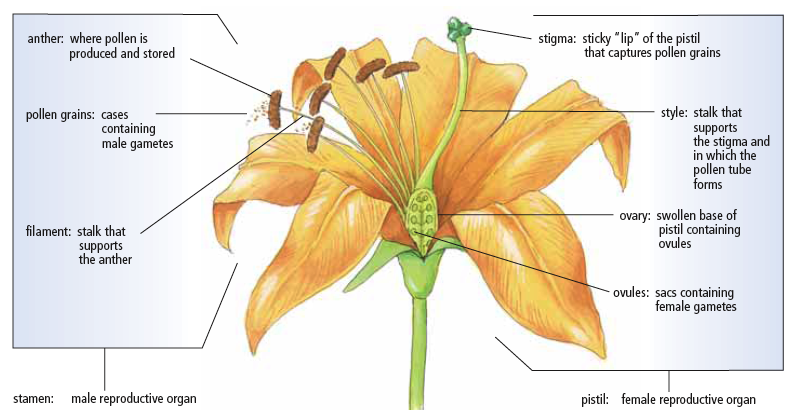 anther: where pollen is
produced and stored
pollen grains: cases
containing
male gametes
filament: stalk that
supports
the anther
stamen: male reproductive organ
stigma: sticky "lip" of the pistil
that captures pollen grains
style: stalk that
supports
the stigma and
in which the
pollen tube
forms
ovary: swollen base of
pistil containing
ovules
ovules: sacs containing
female gametes
pistil: female reproductive organ